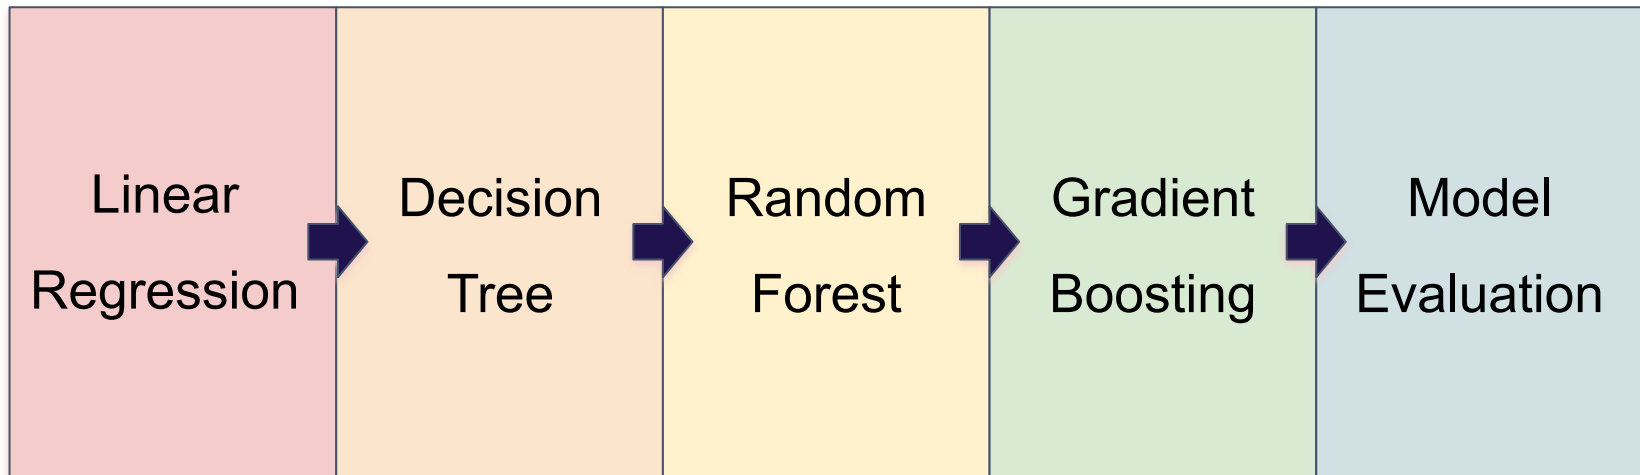 Linear
Regression
Decision
Tree
Random
Forest
Gradient
Boosting
Model
Evaluation